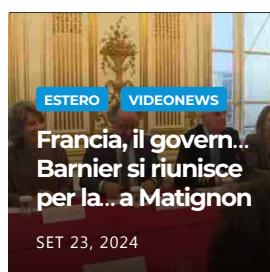 ESTERO VIDEONEWS
Francia, il govern...
Barnier si riunisce
per la... a Matignon
SET 23, 2024